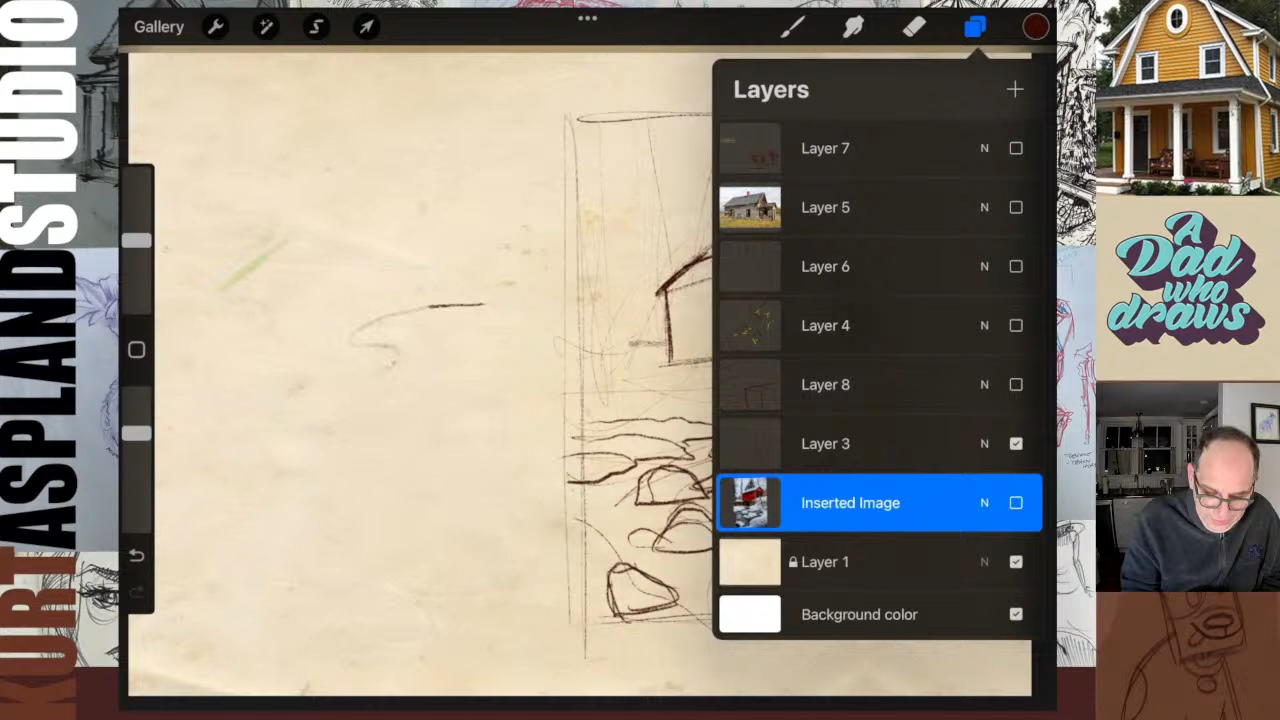 KURT ASPLAND STUDIO
Gallery
Layers
Layer 7 N
Layer 5 N
Layer 6 N
Layer 4 N
Layer 8 N
Layer 3 N
Inserted Image N
Layer 1 N
Background color
A
Dad
who
draws